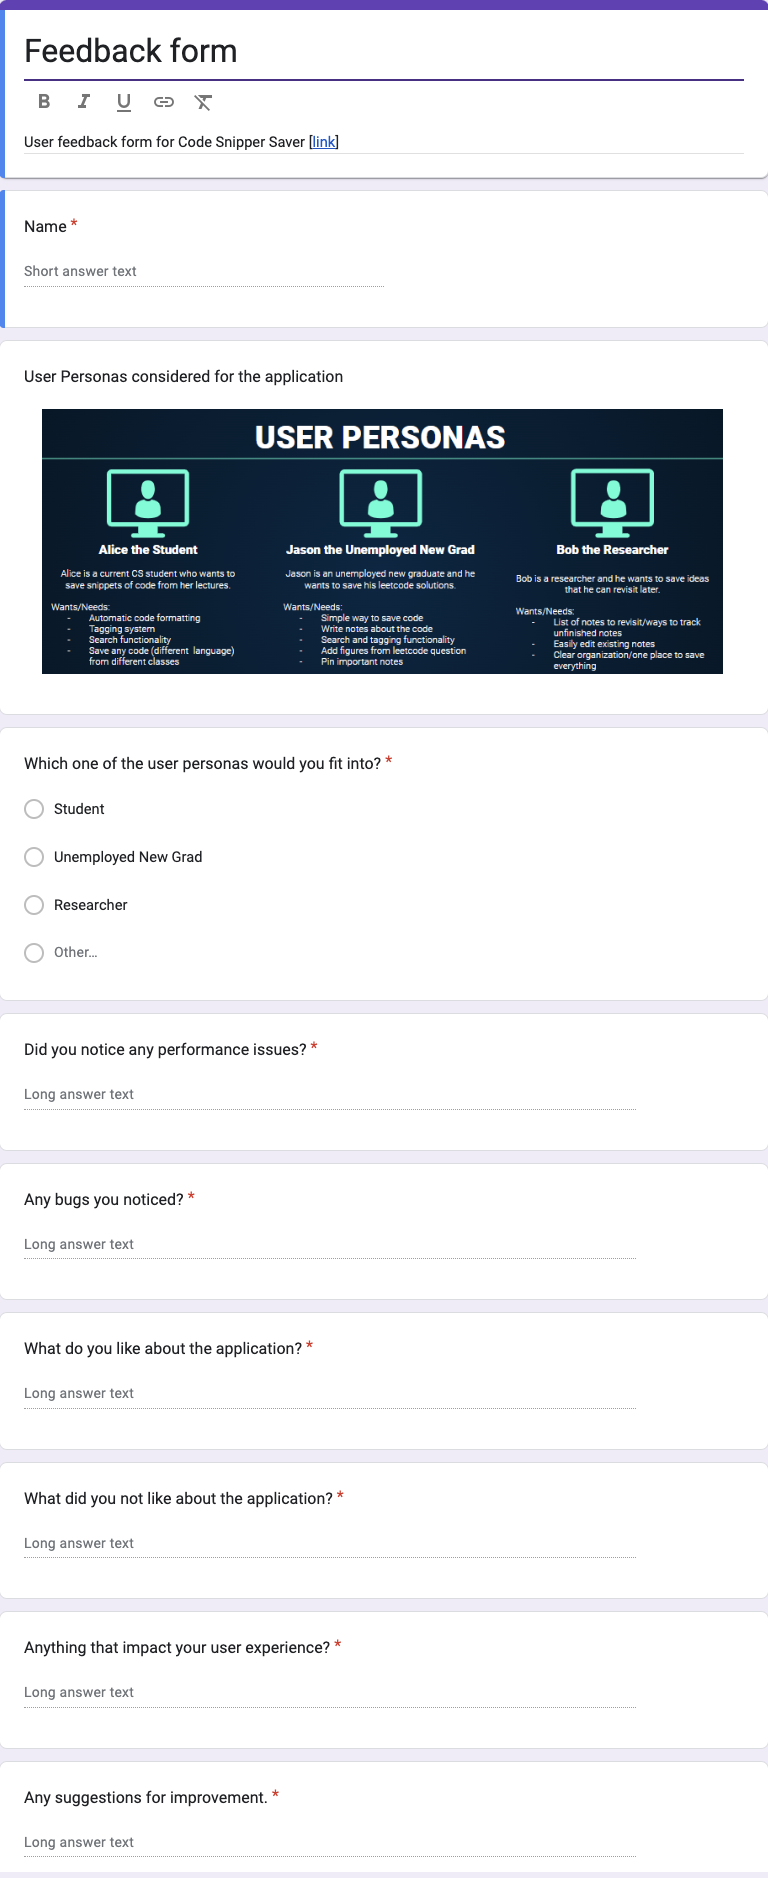 Feedback form
B I U
User feedback form for Code Snipper Saver [link]
Name *
Short answer text
User Personas considered for the application
USER PERSONAS
Alice the Student
Alice is a current CS student who wants to
save snippets of code from her lectures.
Wants/Needs:
- Automatic code formatting
- Tagging system
- Search functionality
- Save any code (different language)
from different classes
Jason the Unemployed New Grad
Jason is an unemployed new graduate and he
wants to save his leetcode solutions.
Wants/Needs:
- Simple way to save code
- Write notes about the code
- Search and tagging functionality
- Add figures from leetcode question
- Pin important notes
Bob the Researcher
Bob is a researcher and he wants to save ideas
that he can revisit later.
Wants/Needs:
- List of notes to revisit/ways to track
unfinished notes
- Easily edit existing notes
- Clear organization/one place to save
everything
Which one of the user personas would you fit into? *
Student
Unemployed New Grad
Researcher
Other...
Did you notice any performance issues? *
Long answer text
Any bugs you noticed? *
Long answer text
What do you like about the application? *
Long answer text
What did you not like about the application? *
Long answer text
Anything that impact your user experience? *
Long answer text
Any suggestions for improvement. *
Long answer text